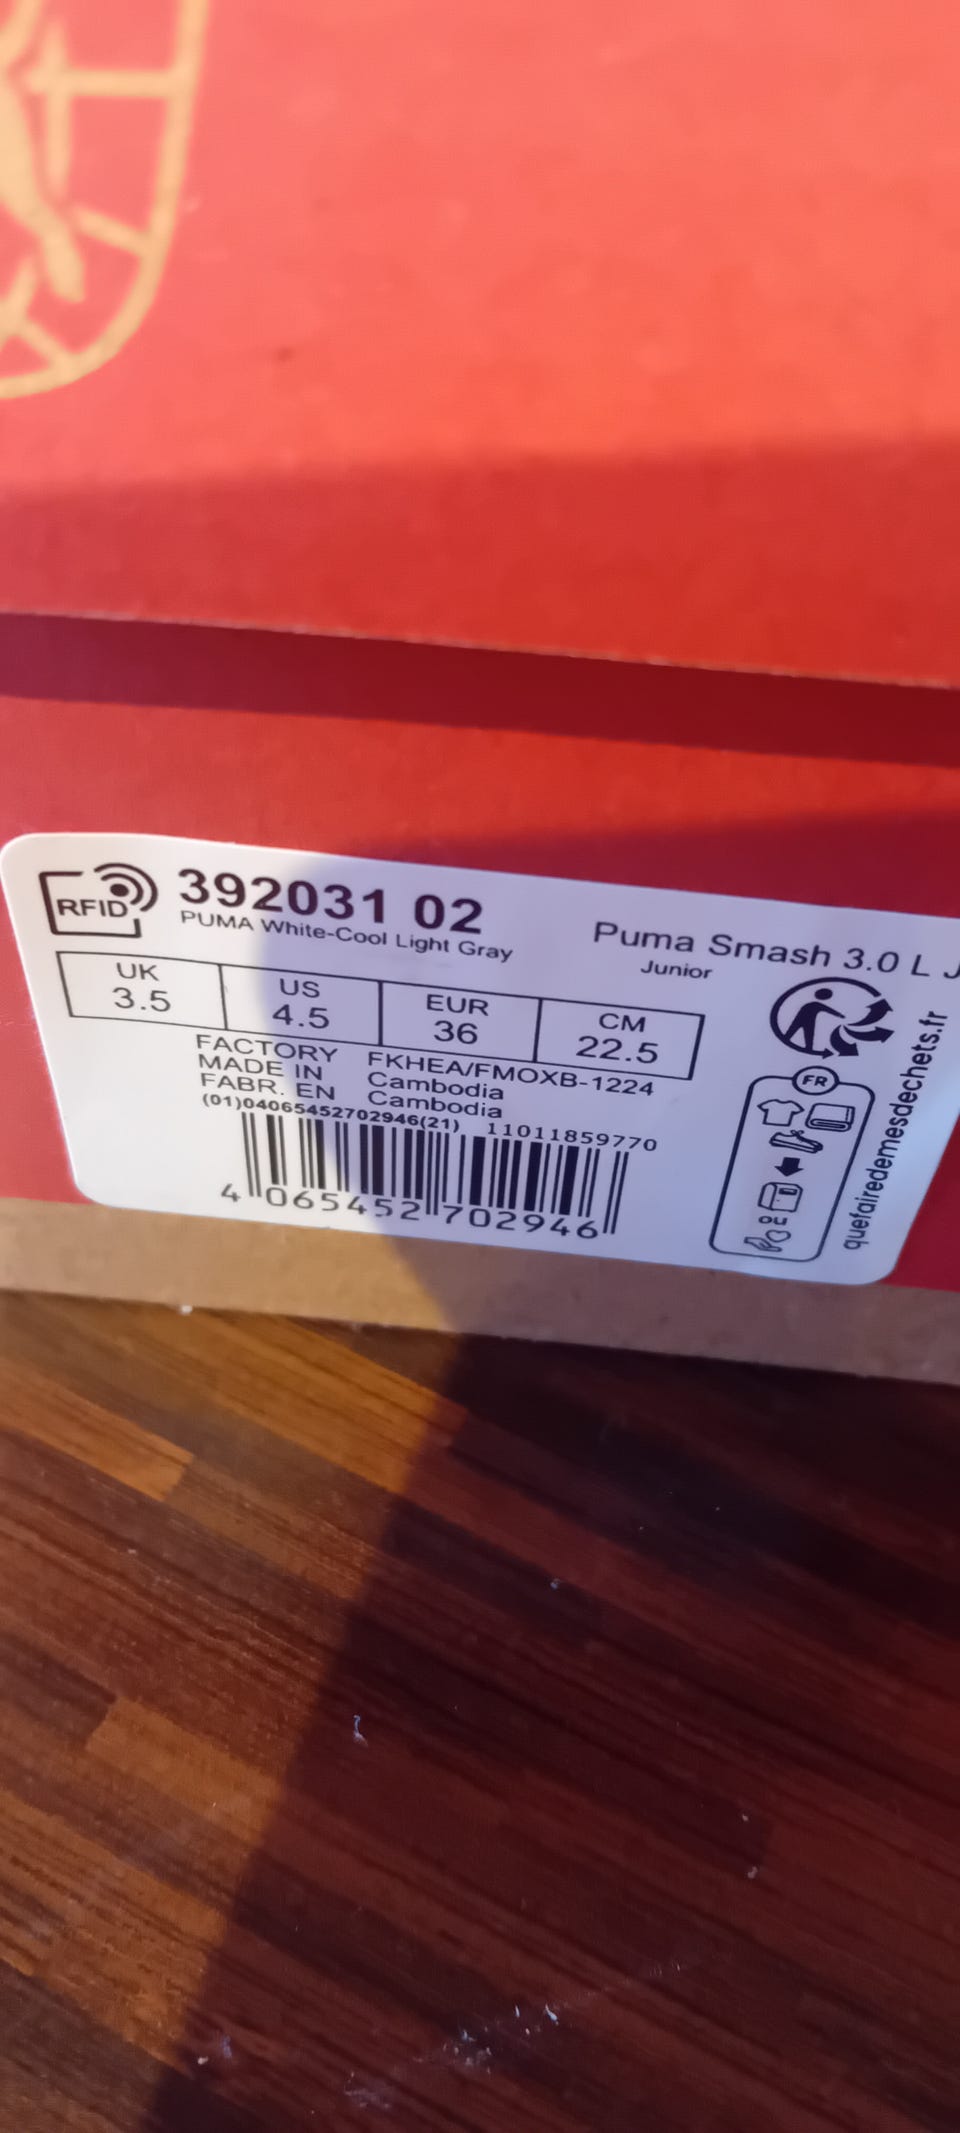 RFID
392031 02
PUMA White-Cool Light Gray
Puma Smash 3.0 L J
Junior
UK US EUR CM
3.5 4.5 36 22.5
FACTORY FKHEA/FMOXB-1224
MADE IN Cambodia
FABR. EN Cambodia
(01)04065452702946(21) 11011859770
4 065452 702946
FR
OU
quefairedemesdechets.fr